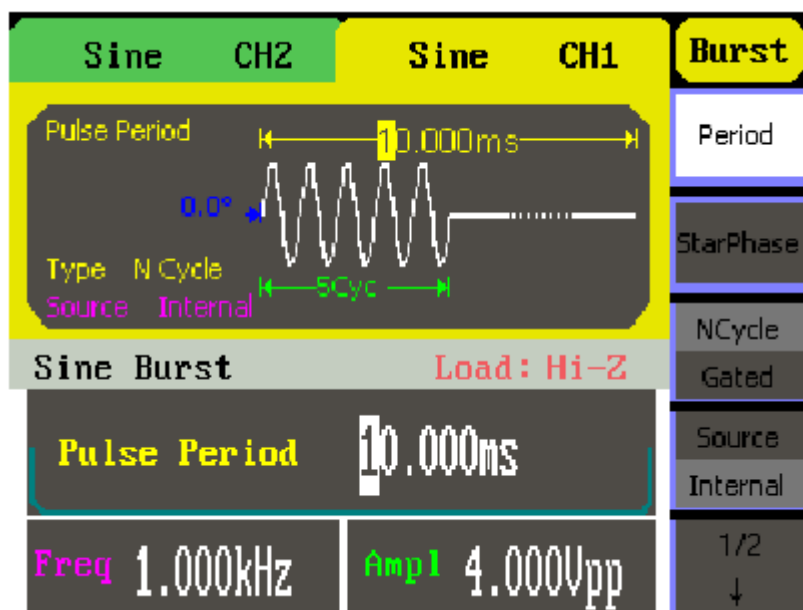 Sine CH2 Sine CH1 Burst
Pulse Period
10.000ms
0.0°
Type N Cycle
5Cyc
Source Internal
Sine Burst Load: Hi-Z
Pulse Period 10.000ms
Freq 1.000kHz Ampl 4.000Vpp
Period
StarPhase
NCycle
Gated
Source
Internal
1/2
↓